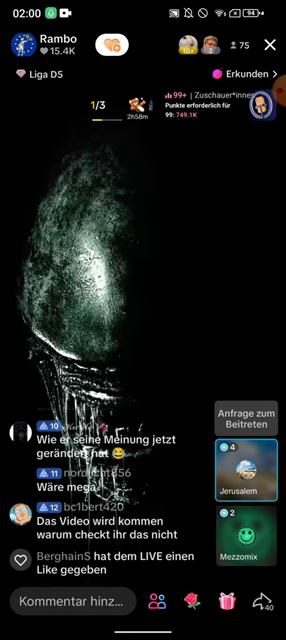 02:00
94
Rambo
15.4K
10+
75
Liga D5
Erkunden >
1/3
2h58m
99+ | Zuschauer*innen
Punkte erforderlich für
99: 749.1K
10
Wie er seine Meinung jetzt
geändert hat 😂
11
Wäre mega
12 bc1bert420
Das Video wird kommen
warum checkt ihr das nicht
BerghainS hat dem LIVE einen
Like gegeben
Anfrage zum
Beitreten
4
Jerusalem
2
Mezzomix
Kommentar hinz...
40